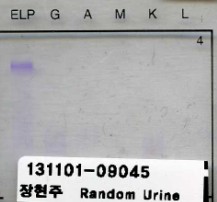 ELP G A M K L
4
131101-09045
장현주 Random Urine